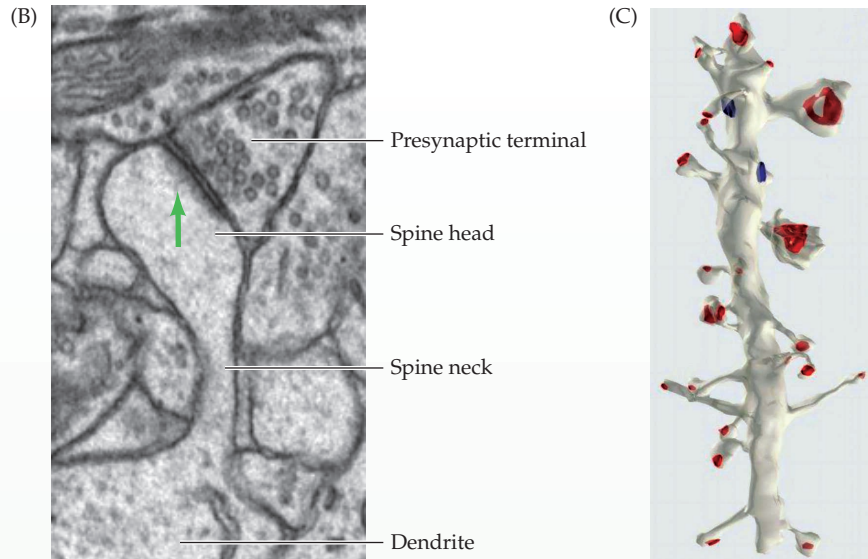 (B)
(C)
Presynaptic terminal
Spine head
Spine neck
Dendrite